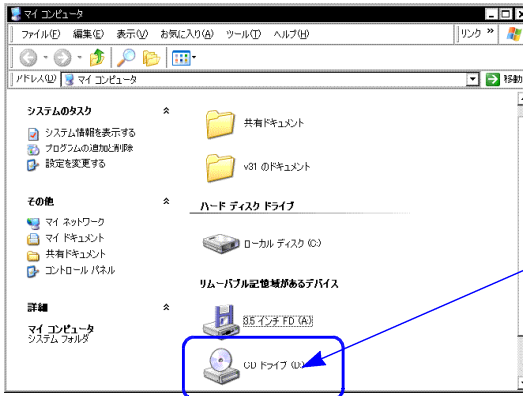 マイ コンピュータ
ファイル(F) 編集(E) 表示(V) お気に入り(A) ツール(T) ヘルプ(H) リンク »
アドレス(D) マイ コンピュータ 移動
システムのタスク
システム情報を表示する
プログラムの追加と削除
設定を変更する
その他
マイ ネットワーク
マイ ドキュメント
共有ドキュメント
コントロール パネル
詳細
マイ コンピュータ
システム フォルダ
共有ドキュメント
v31 のドキュメント
ハード ディスク ドライブ
ローカル ディスク (C:)
リムーバブル記憶域があるデバイス
3.5 インチ FD (A:)
CD ドライブ (D:)